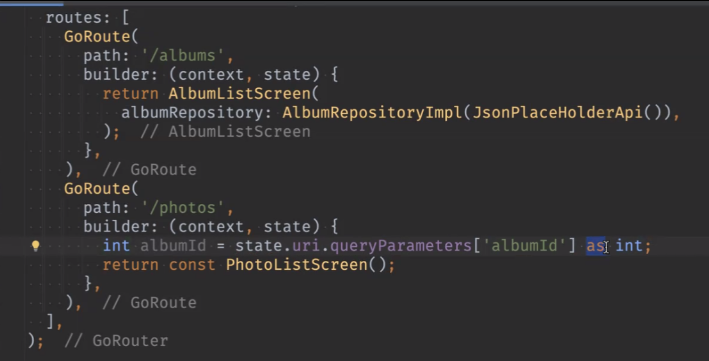 routes: [
GoRoute(
path: '/albums',
builder: (context, state) {
return AlbumListScreen(
albumRepository: AlbumRepositoryImpl(JsonPlaceHolderApi()),
); // AlbumListScreen
},
), // GoRoute
GoRoute(
path: '/photos',
builder: (context, state) {
int albumId = state.uri.queryParameters['albumId'] as int;
return const PhotoListScreen();
},
), // GoRoute
],
); // GoRouter